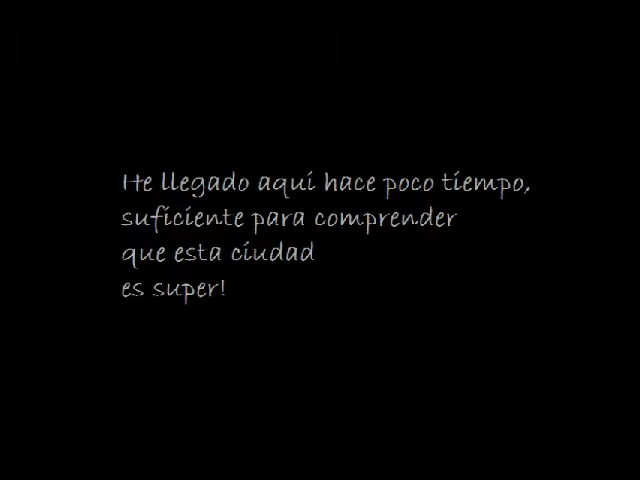 He llegado aquí hace poco tiempo,
suficiente para comprender
que esta ciudad
es super!